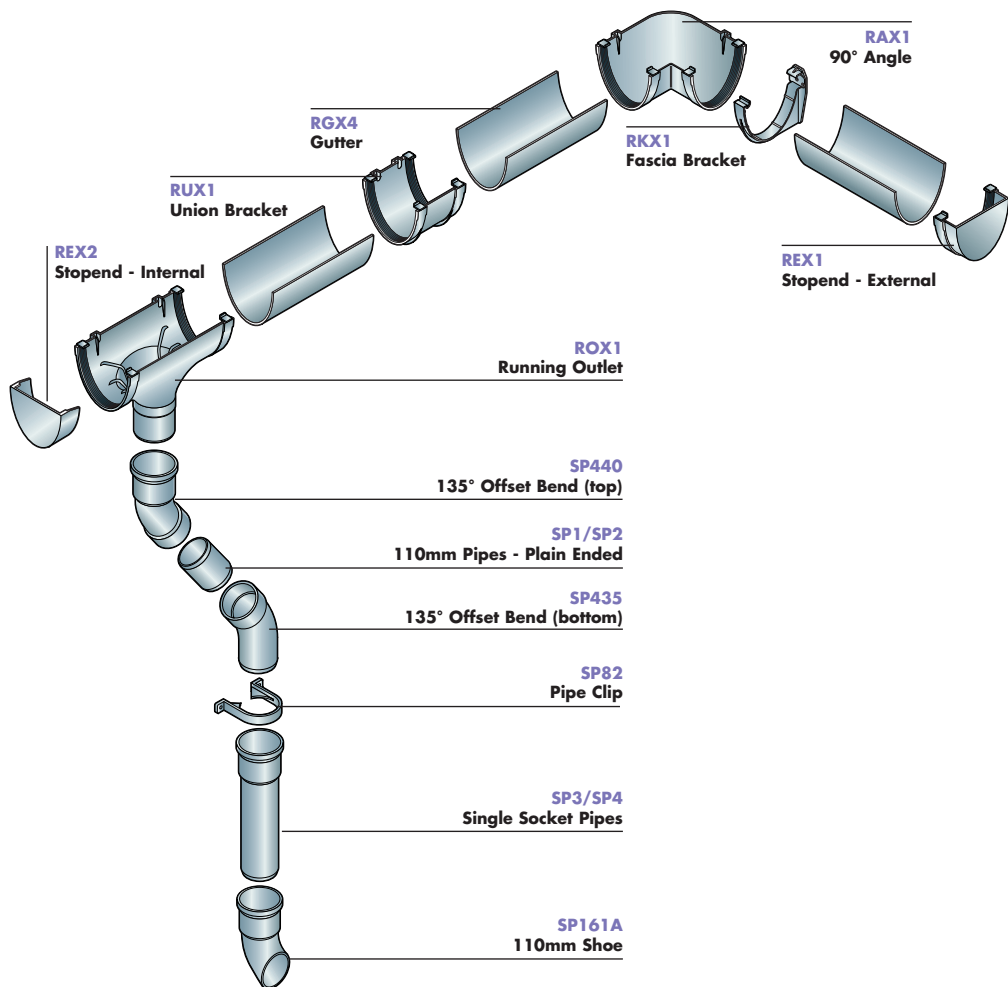 RAX1
90° Angle
RGX4
Gutter
RKX1
Fascia Bracket
RUX1
Union Bracket
REX2
Stopend - Internal
REX1
Stopend - External
ROX1
Running Outlet
SP440
135° Offset Bend (top)
SP1/SP2
110mm Pipes - Plain Ended
SP435
135° Offset Bend (bottom)
SP82
Pipe Clip
SP3/SP4
Single Socket Pipes
SP161A
110mm Shoe